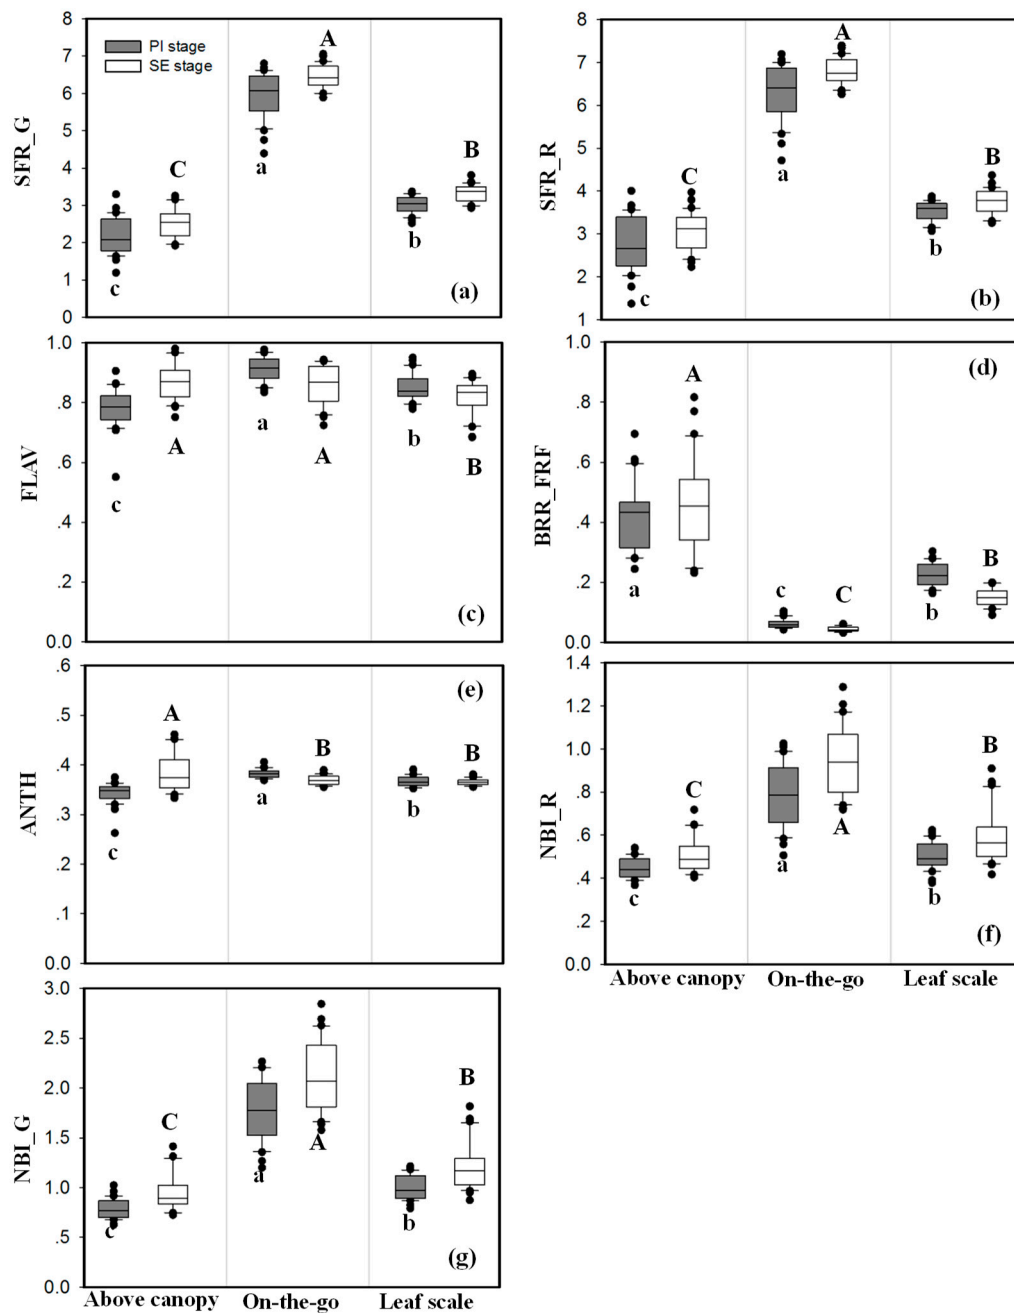 8
7
6
5
4
3
2
1
0
SFR_G
PI stage
SE stage
c
C
a
A
b
B
(a)
8
7
6
5
4
3
2
1
SFR_R
c
C
a
A
b
B
(b)
1.0
.8
.6
.4
.2
0.0
FLAV
c
A
a
A
b
B
(c)
1.0
.8
.6
.4
.2
0.0
BRR_FRF
a
A
c
C
b
B
(d)
.6
.5
.4
.3
.2
.1
0.0
ANTH
c
A
a
B
b
B
(e)
1.4
1.2
1.0
.8
.6
.4
.2
0.0
NBI_R
c
C
a
A
b
B
(f)
Above canopy On-the-go Leaf scale
3.0
2.5
2.0
1.5
1.0
.5
0.0
NBI_G
c
C
a
A
b
B
(g)
Above canopy On-the-go Leaf scale